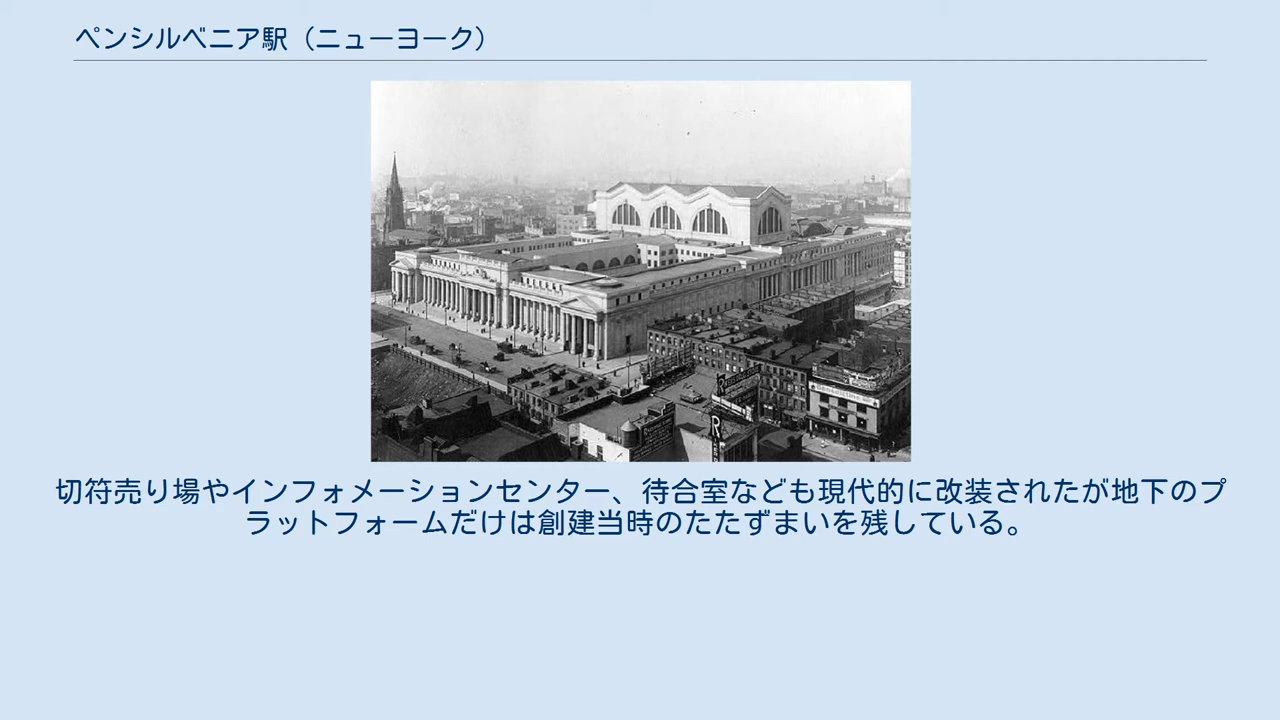 ペンシルベニア駅（ニューヨーク）
切符売り場やインフォメーションセンター、待合室なども現代的に改装されたが地下のプ
ラットフォームだけは創建当時のたたずまいを残している。